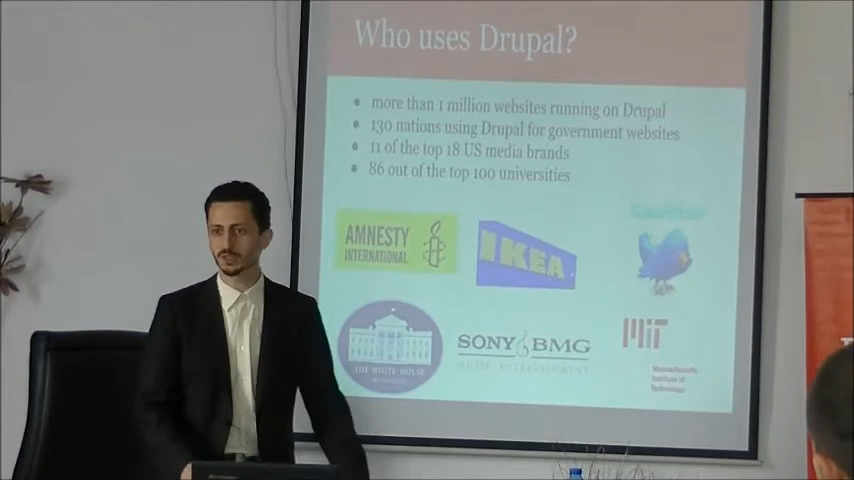 Who uses Drupal?
more than 1 million websites running on Drupal
130 nations using Drupal for government websites
11 of the top 18 US media brands
86 out of the top 100 universities
AMNESTY
INTERNATIONAL
IKEA
THE WHITE HOUSE
SONY BMG
MUSIC ENTERTAINMENT
Massachusetts
Institute of
Technology